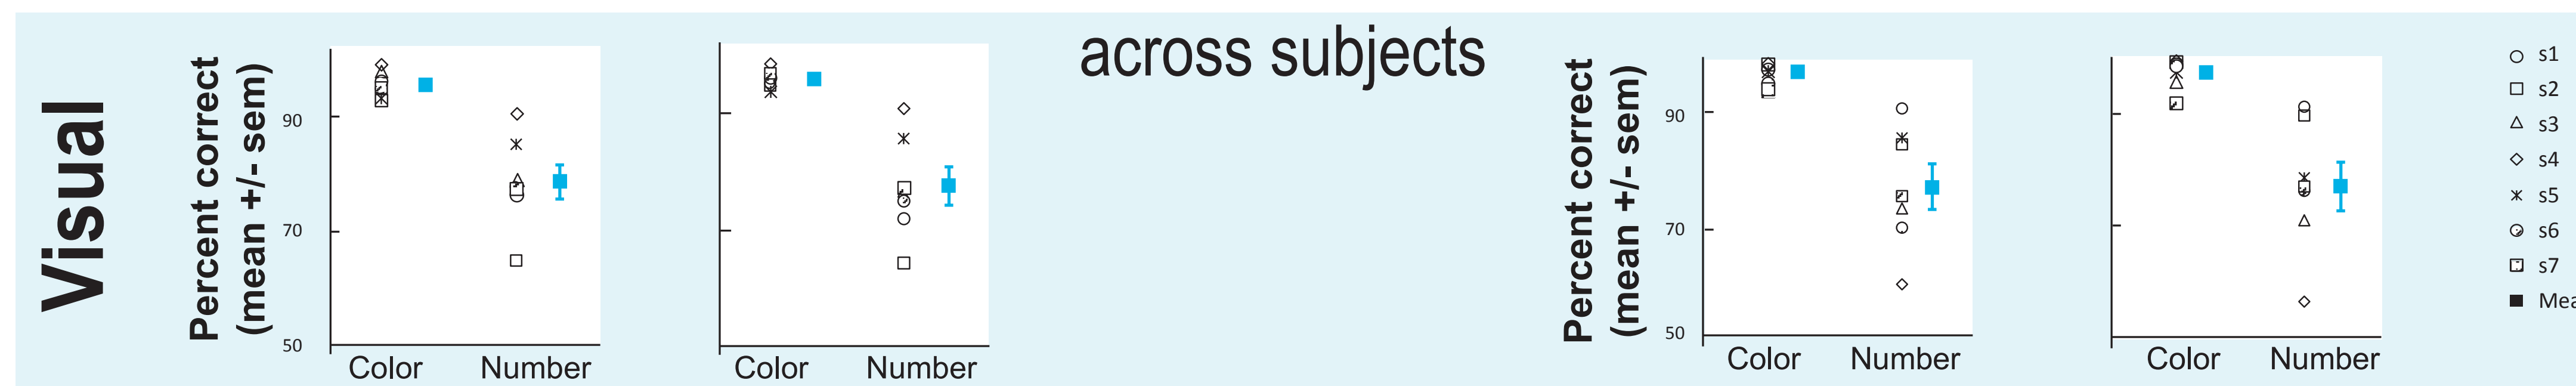 across subjects
Visual
Percent correct
(mean +/- sem)
90
70
50
Color Number
Color Number
Percent correct
(mean +/- sem)
90
70
50
Color Number
Color Number
s1
s2
s3
s4
s5
s6
s7
Mea